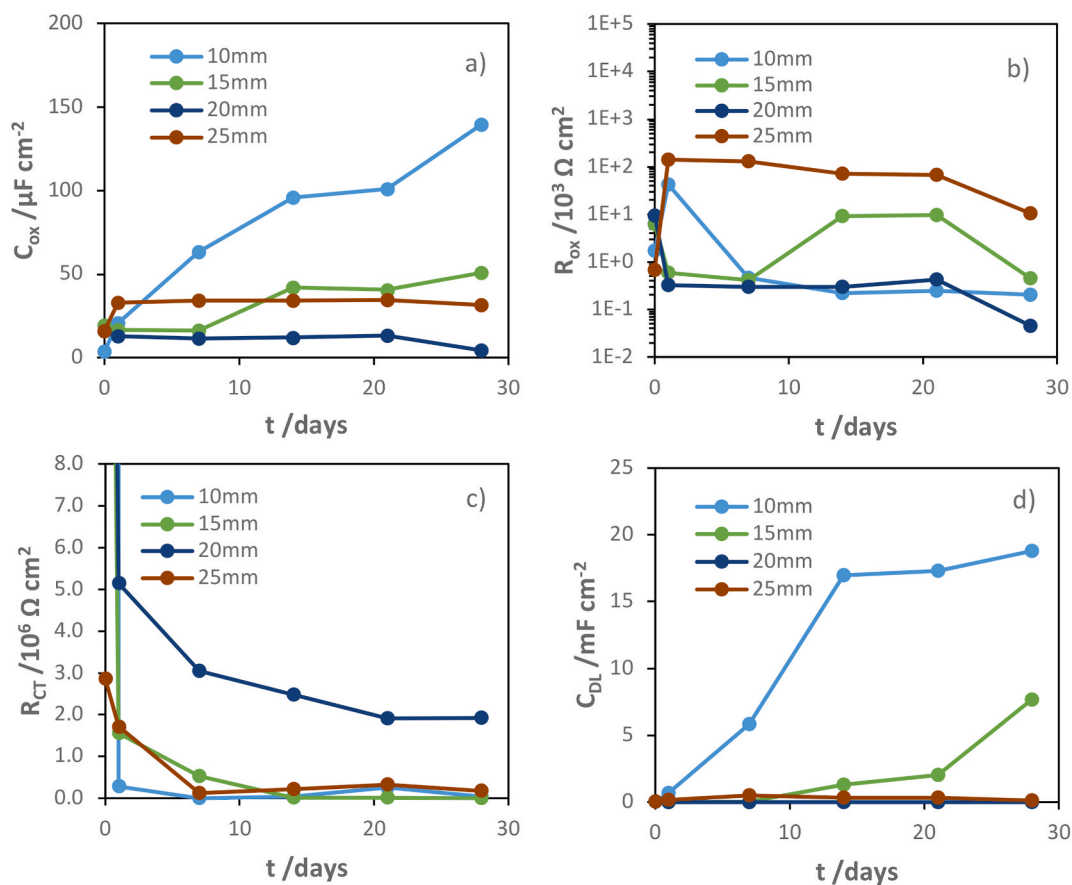 200
150
100
50
0
C_ox /µF cm⁻²
10mm
15mm
20mm
25mm
a)
0
10
20
30
t /days
1E+5
1E+4
1E+3
1E+2
1E+1
1E+0
1E-1
1E-2
R_ox /10³ Ω cm²
10mm
15mm
20mm
25mm
b)
0
10
20
30
t /days
8.0
7.0
6.0
5.0
4.0
3.0
2.0
1.0
0.0
R_CT /10⁶ Ω cm²
10mm
15mm
20mm
25mm
c)
0
10
20
30
t /days
25
20
15
10
5
0
C_DL /mF cm⁻²
10mm
15mm
20mm
25mm
d)
0
10
20
30
t /days